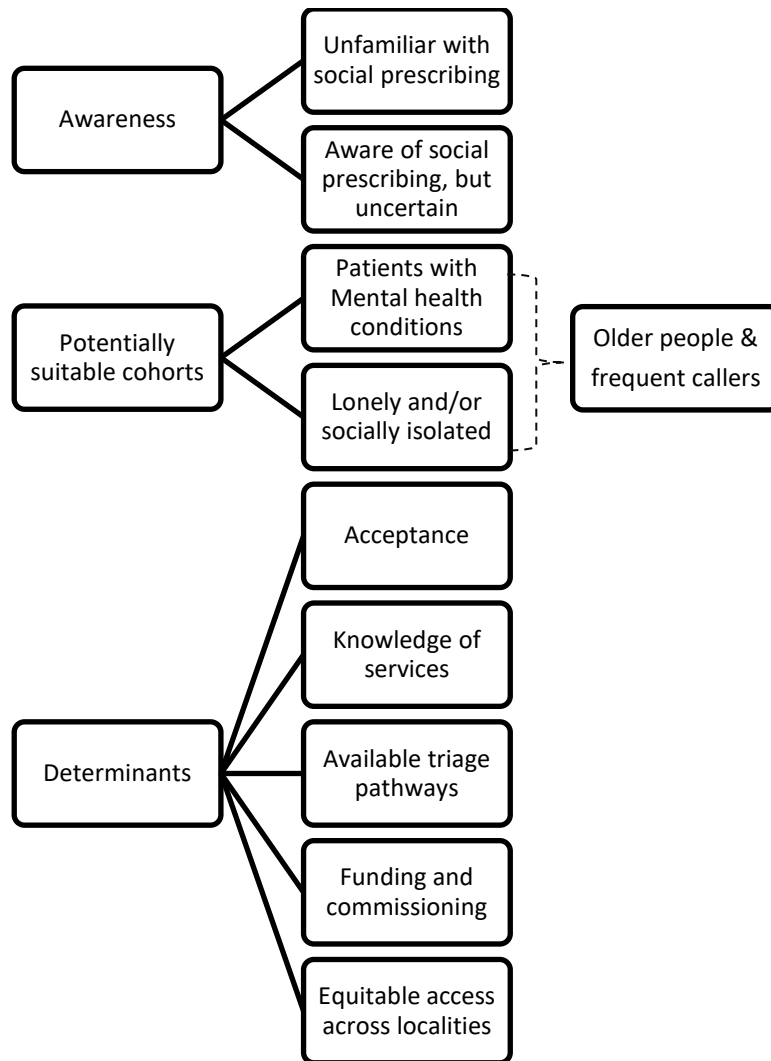 Awareness
Unfamiliar with
social prescribing
Aware of social
prescribing, but
uncertain
Potentially
suitable cohorts
Patients with
Mental health
conditions
Lonely and/or
socially isolated
Older people &
frequent callers
Determinants
Acceptance
Knowledge of
services
Available triage
pathways
Funding and
commissioning
Equitable access
across localities